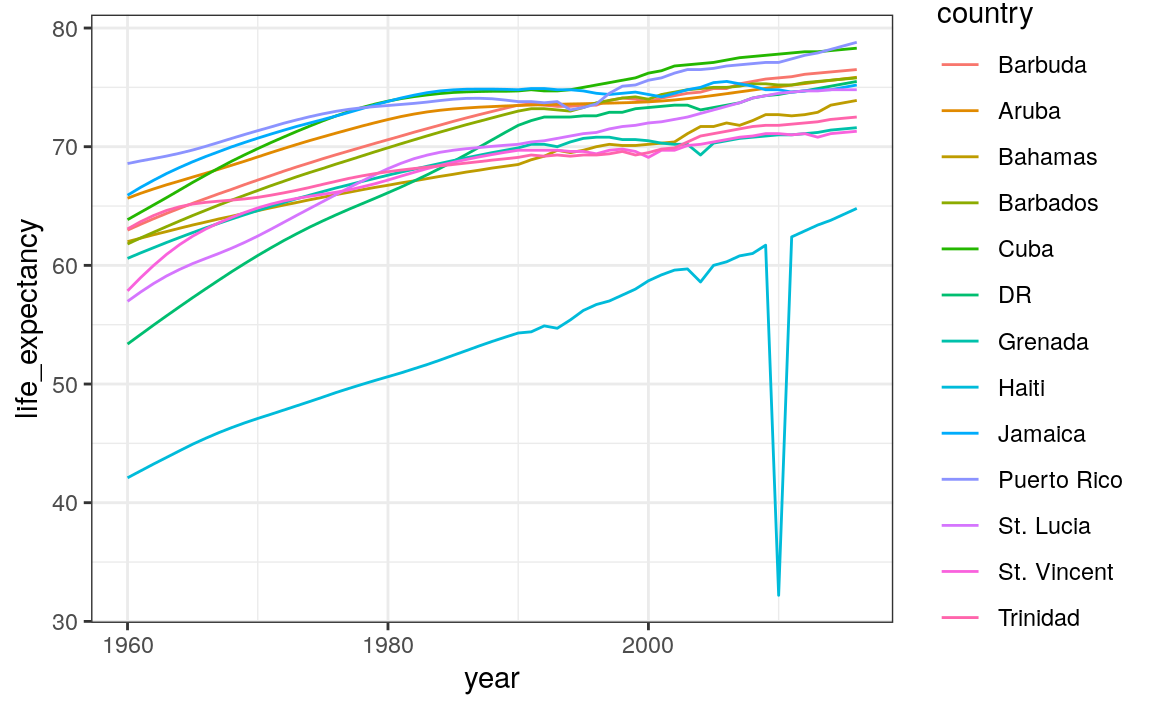 country
Barbuda
Aruba
Bahamas
Barbados
Cuba
DR
Grenada
Haiti
Jamaica
Puerto Rico
St. Lucia
St. Vincent
Trinidad
80
70
60
50
40
30
life_expectancy
1960
1980
2000
year